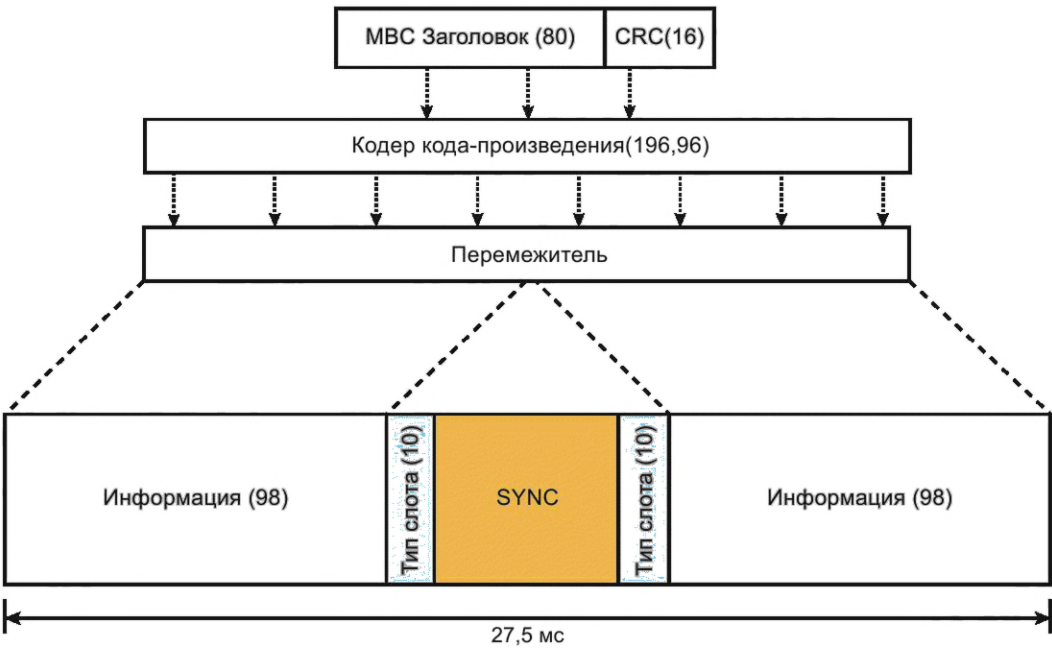 МВС Заголовок (80) CRC(16)
Кодер кода-произведения(196,96)
Перемежитель
Информация (98) Тип слота (10) SYNC Тип слота (10) Информация (98)
27,5 мс